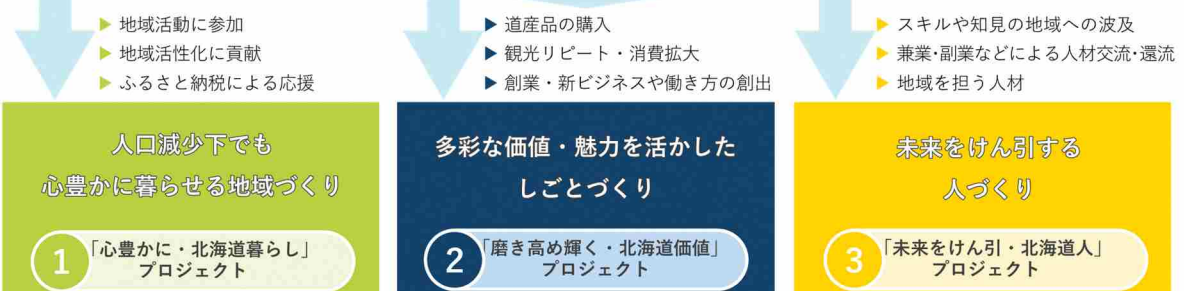 ▶ 地域活動に参加
▶ 地域活性化に貢献
▶ ふるさと納税による応援
人口減少下でも
心豊かに暮らせる地域づくり
1
「心豊かに・北海道暮らし」
プロジェクト
▶ 道産品の購入
▶ 観光リピート・消費拡大
▶ 創業・新ビジネスや働き方の創出
多彩な価値・魅力を活かした
しごとづくり
2
「磨き高め輝く・北海道価値」
プロジェクト
▶ スキルや知見の地域への波及
▶ 兼業・副業などによる人材交流・還流
▶ 地域を担う人材
未来をけん引する
人づくり
3
「未来をけん引・北海道人」
プロジェクト